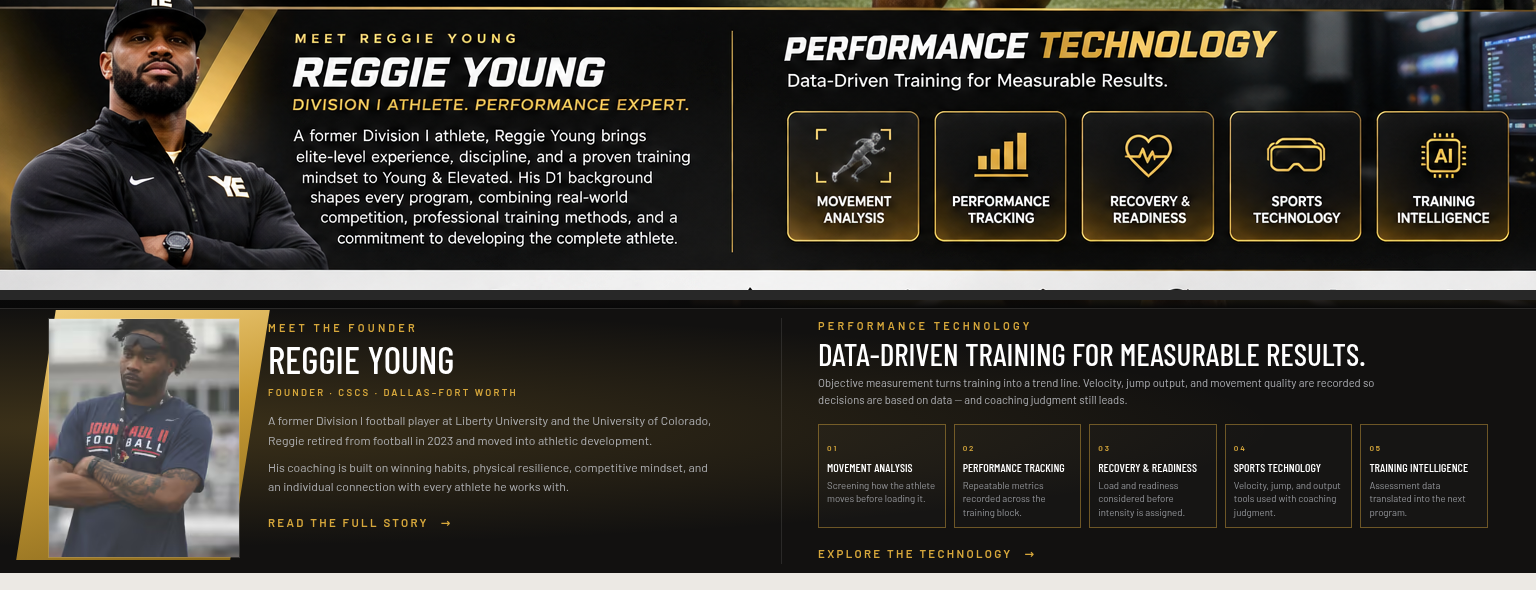 YE
MEET REGGIE YOUNG
REGGIE YOUNG
DIVISION I ATHLETE. PERFORMANCE EXPERT.
A former Division I athlete, Reggie Young brings
elite-level experience, discipline, and a proven training
mindset to Young & Elevated. His D1 background
shapes every program, combining real-world
competition, professional training methods, and a
commitment to developing the complete athlete.
YE
PERFORMANCE TECHNOLOGY
Data-Driven Training for Measurable Results.
MOVEMENT
ANALYSIS
PERFORMANCE
TRACKING
RECOVERY &
READINESS
SPORTS
TECHNOLOGY
AI
TRAINING
INTELLIGENCE
MEET THE FOUNDER
REGGIE YOUNG
FOUNDER · CSCS · DALLAS–FORT WORTH
A former Division I football player at Liberty University and the University of Colorado,
Reggie retired from football in 2023 and moved into athletic development.
His coaching is built on winning habits, physical resilience, competitive mindset, and
an individual connection with every athlete he works with.
READ THE FULL STORY →
JOHN PAUL II
FOOTBALL
PERFORMANCE TECHNOLOGY
DATA-DRIVEN TRAINING FOR MEASURABLE RESULTS.
Objective measurement turns training into a trend line. Velocity, jump output, and movement quality are recorded so
decisions are based on data — and coaching judgment still leads.
01
MOVEMENT ANALYSIS
Screening how the athlete
moves before loading it.
02
PERFORMANCE TRACKING
Repeatable metrics
recorded across the
training block.
03
RECOVERY & READINESS
Load and readiness
considered before
intensity is assigned.
04
SPORTS TECHNOLOGY
Velocity, jump, and output
tools used with coaching
judgment.
05
TRAINING INTELLIGENCE
Assessment data
translated into the next
program.
EXPLORE THE TECHNOLOGY →